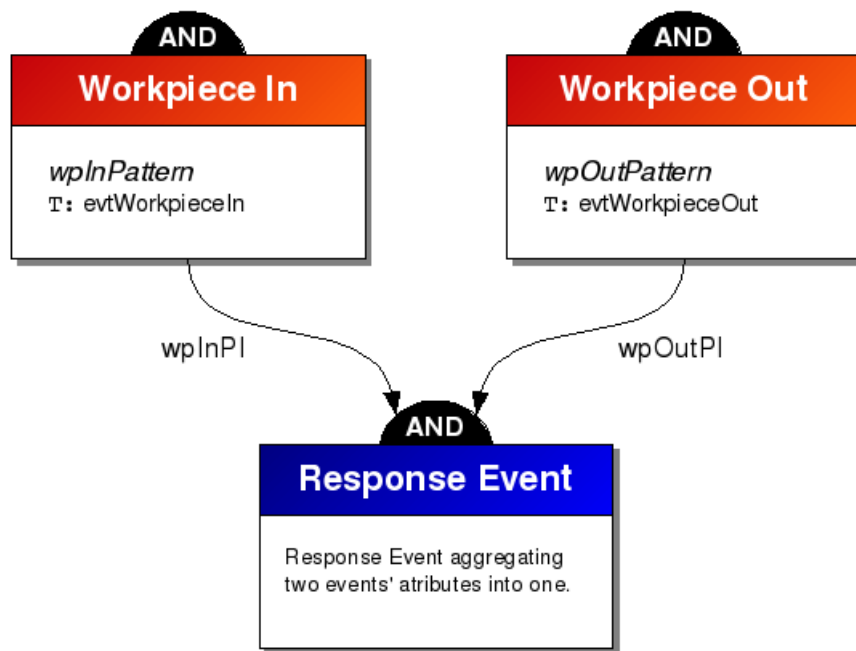 AND
Workpiece In
wpInPattern
T: evtWorkpieceIn
AND
Workpiece Out
wpOutPattern
T: evtWorkpieceOut
wpInPI
wpOutPI
AND
Response Event
Response Event aggregating
two events' atributes into one.